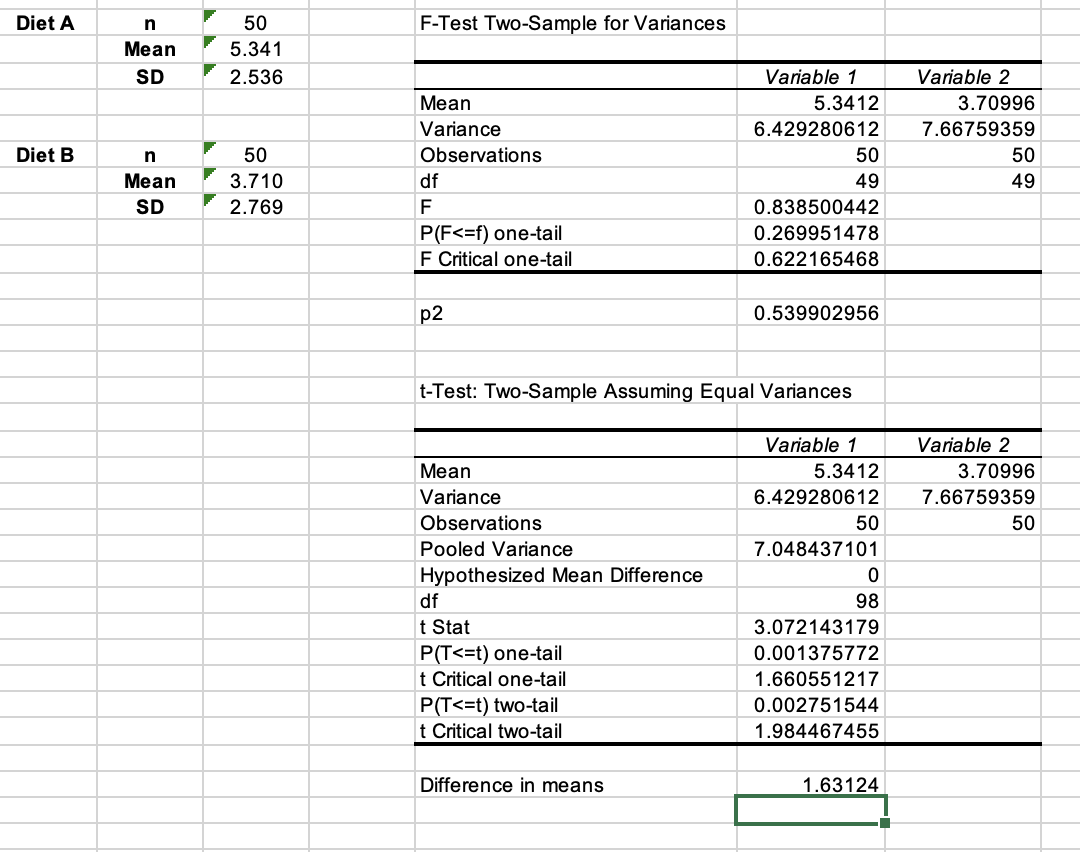 Diet A n 50 F-Test Two-Sample for Variances
Mean 5.341
SD 2.536 Variable 1 Variable 2
Mean 5.3412 3.70996
Variance 6.429280612 7.66759359
Diet B n 50 Observations 50 50
Mean 3.710 df 49 49
SD 2.769 F 0.838500442
P(F<=f) one-tail 0.269951478
F Critical one-tail 0.622165468
p2 0.539902956
t-Test: Two-Sample Assuming Equal Variances
Variable 1 Variable 2
Mean 5.3412 3.70996
Variance 6.429280612 7.66759359
Observations 50 50
Pooled Variance 7.048437101
Hypothesized Mean Difference 0
df 98
t Stat 3.072143179
P(T<=t) one-tail 0.001375772
t Critical one-tail 1.660551217
P(T<=t) two-tail 0.002751544
t Critical two-tail 1.984467455
Difference in means 1.63124